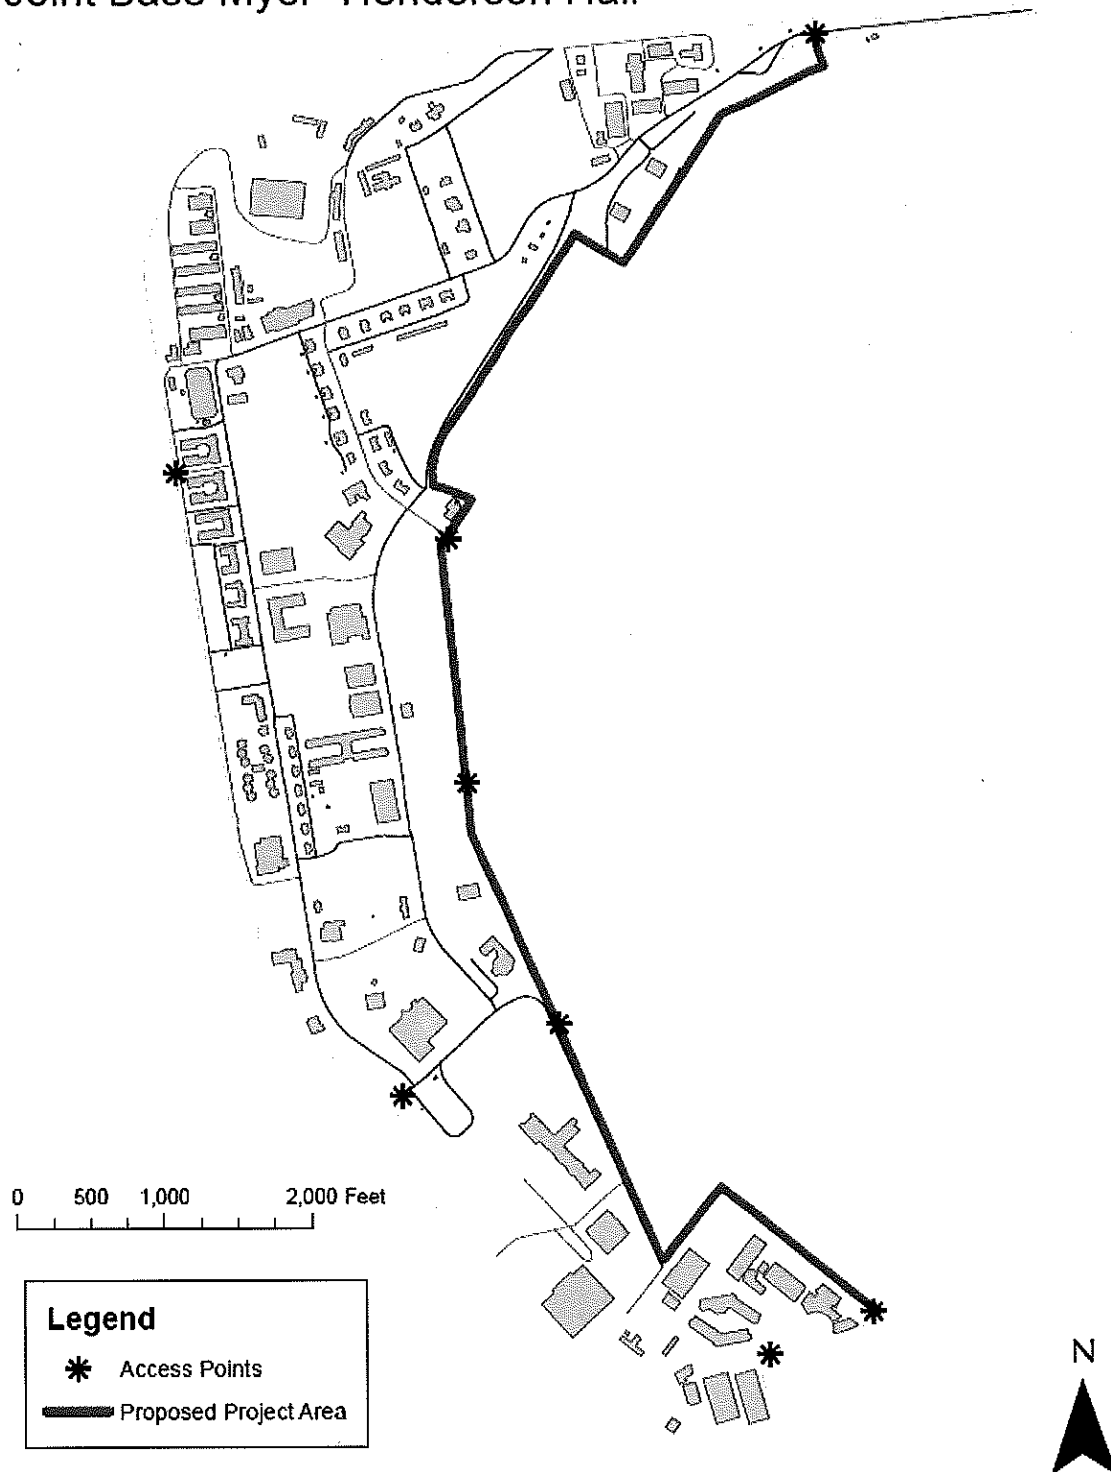 Joint Base Myer- Henderson Hall
0 500 1,000 2,000 Feet
Legend
Access Points
Proposed Project Area
N